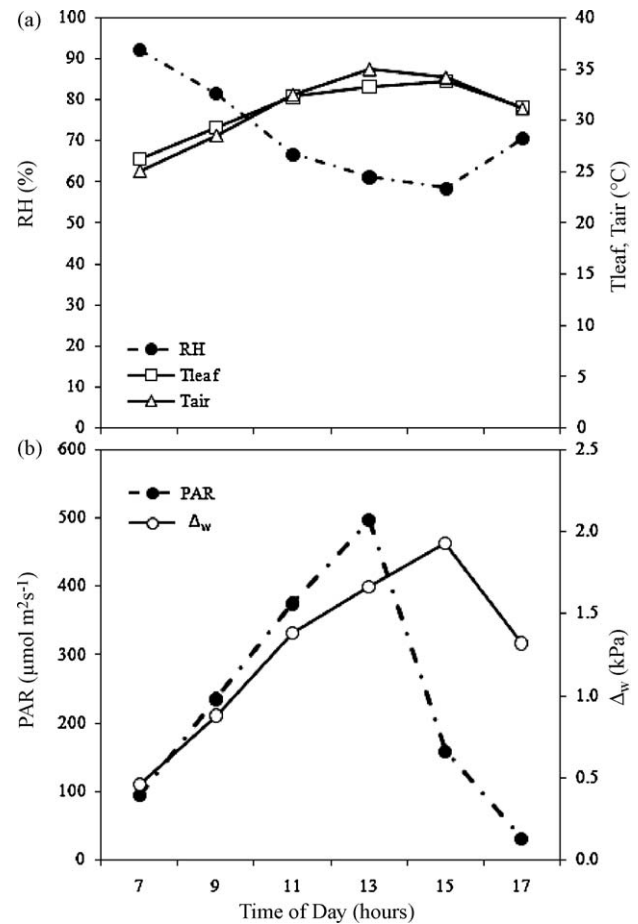 (a)
100
90
80
70
60
50
40
30
20
10
0
RH (%)
40
35
30
25
20
15
10
5
0
Tleaf, Tair (°C)
RH
Tleaf
Tair
(b)
600
500
400
300
200
100
0
PAR (µmol m²s⁻¹)
2.5
2.0
1.5
1.0
0.5
0.0
Δw (kPa)
PAR
Δw
7 9 11 13 15 17
Time of Day (hours)